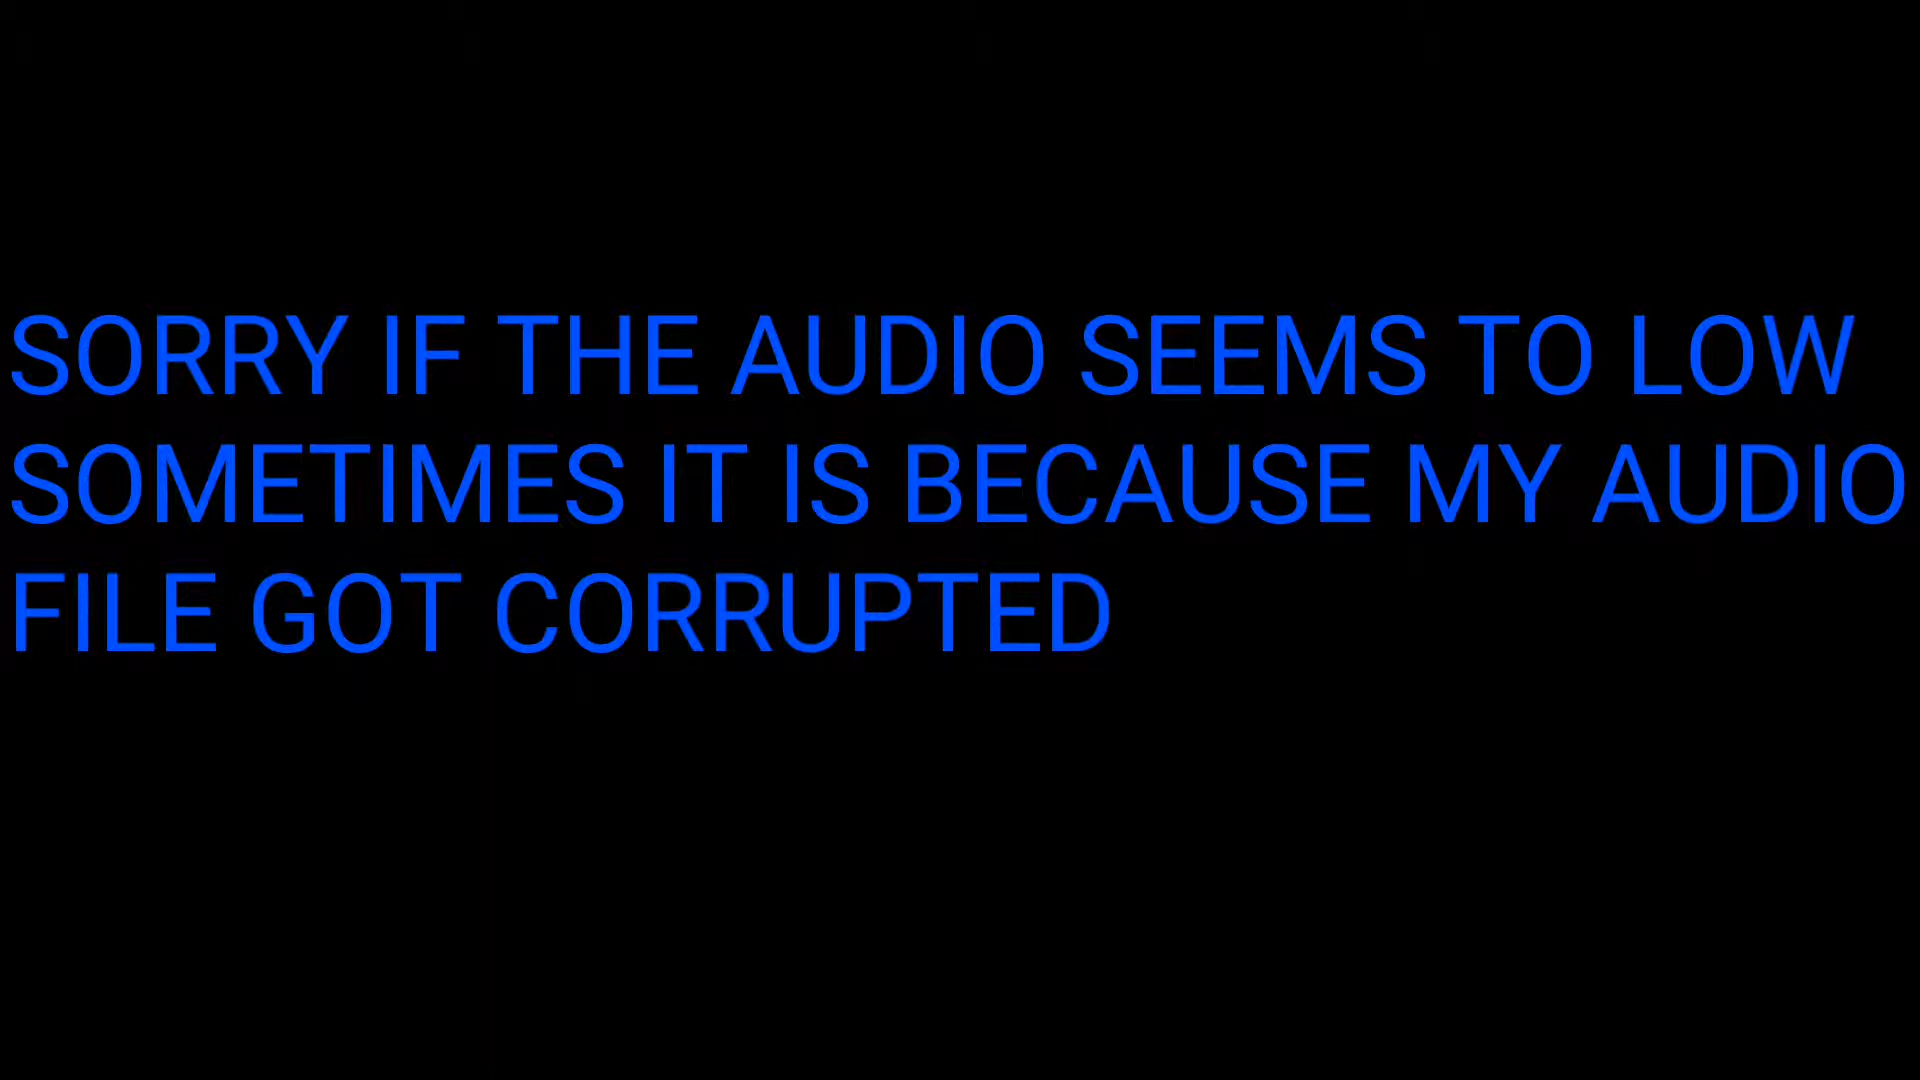 SORRY IF THE AUDIO SEEMS TO LOW
SOMETIMES IT IS BECAUSE MY AUDIO
FILE GOT CORRUPTED